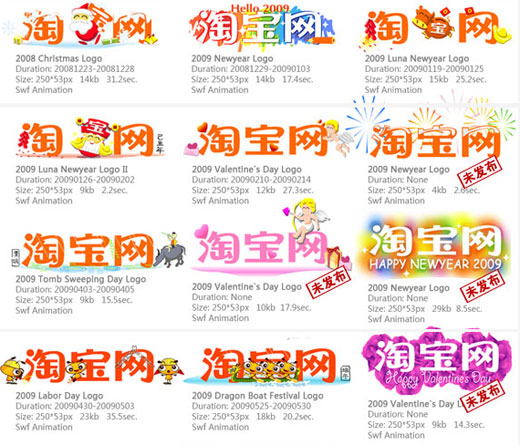 淘 网
2008 Christmas Logo
Duration: 20081223-20081228
Size: 250*53px 14kb 31.2sec.
Swf Animation
Hello 2009
淘宝网
2009 Newyear Logo
Duration: 20081229-20090103
Size: 250*53px 14kb 17.4sec.
Swf Animation
淘 网
2009 Luna Newyear Logo
Duration: 20090119-20090125
Size: 250*53px 15kb 25.2sec.
Swf Animation
淘宝网
己丑年
2009 Luna Newyear Logo II
Duration: 20090126-20090202
Size: 250*53px 9kb 2.2sec.
Swf Animation
淘宝网
2009 Valentine's Day Logo
Duration: 20090210-20090214
Size: 250*53px 12kb 27.3sec.
Swf Animation
淘宝网
2009 Newyear Logo
Duration: None
Size: 250*53px 4kb
Swf Animation
未发布
淘宝网
2009 Tomb Sweeping Day Logo
Duration: 20090403-20090405
Size: 250*53px 9kb 15.5sec.
Swf Animation
淘宝网
2009 Valentine's Day Logo
Duration: None
Size: 250*53px 10kb 17.9sec.
Swf Animation
未发布
淘宝网
HAPPY NEWYEAR 2009
2009 Newyear Logo
Duration: None
Size: 250*53px 29kb 8.5sec.
Swf Animation
未发布
淘宝网
2009 Labor Day Logo
Duration: 20090430-20090503
Size: 250*53px 23kb 35.5sec.
Swf Animation
淘宝网
端午
2009 Dragon Boat Festival Logo
Duration: 20090525-20090530
Size: 250*53px 18kb 20.2sec.
Swf Animation
淘宝网
Happy Valentine's Day
2009 Valentine's Day
Duration: None
Size: 250*53px 9kb 14.3sec.
Swf Animation
未发布